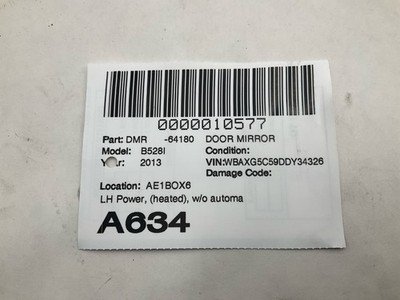 0000010577
Part: DMR -64180 DOOR MIRROR
Model: B528I Condition:
Year: 2013 VIN:WBAXG5C59DDY34326
Damage Code:
Location: AE1BOX6
LH Power, (heated), w/o automa
A634